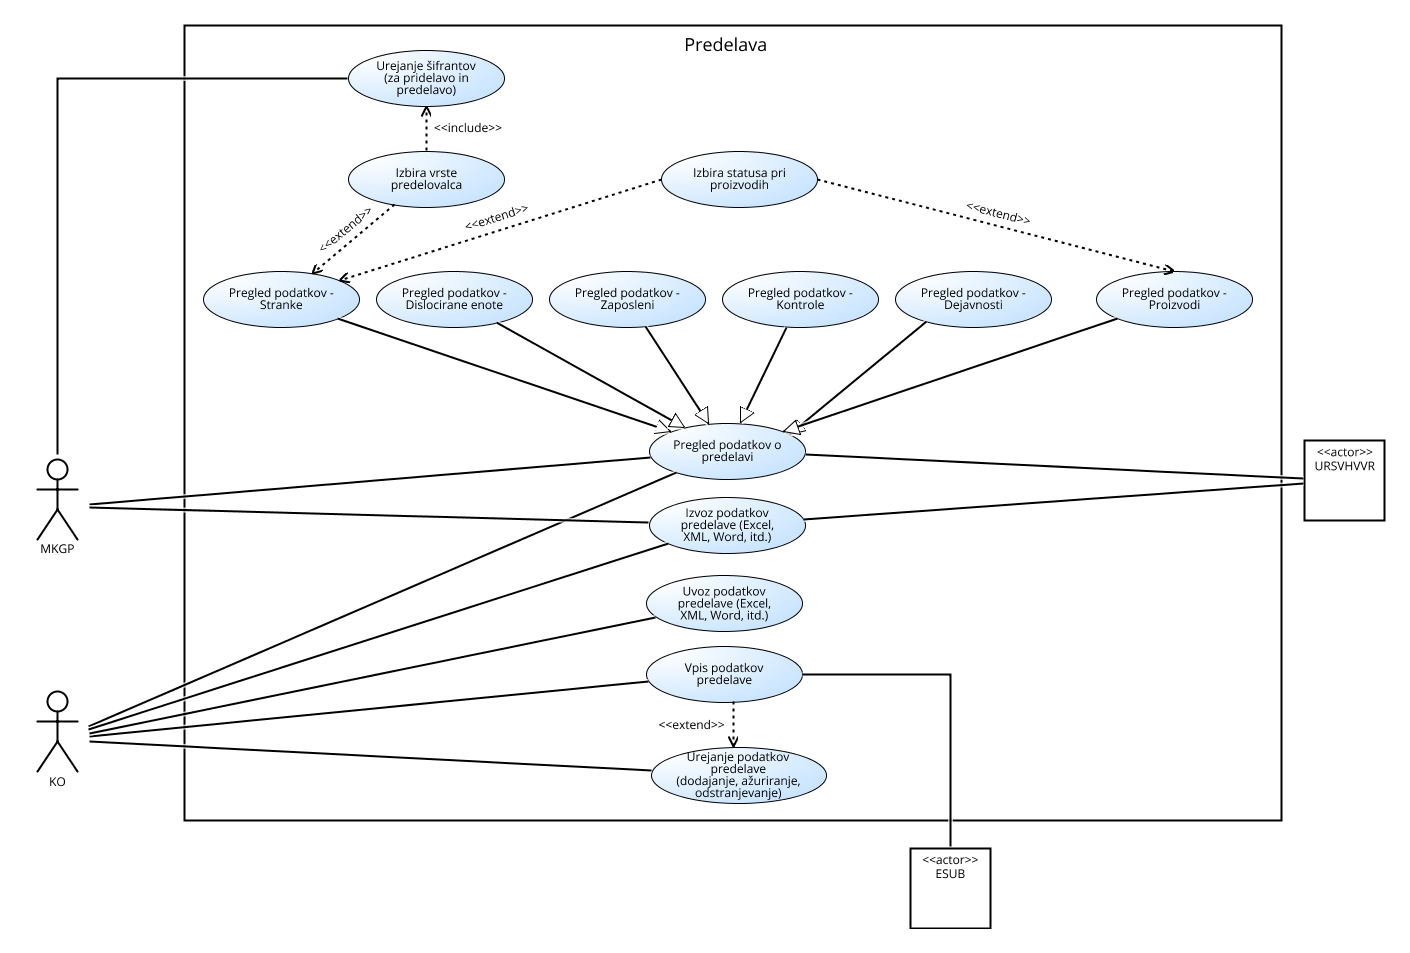 Predelava
Urejanje šifrantov
(za pridelavo in
predelavo)
<<include>>
Izbira vrste
predelovalca
Izbira statusa pri
proizvodih
<<extend>>
<<extend>>
<<extend>>
Pregled podatkov -
Stranke
Pregled podatkov -
Dislocirane enote
Pregled podatkov -
Zaposleni
Pregled podatkov -
Kontrole
Pregled podatkov -
Dejavnosti
Pregled podatkov -
Proizvodi
Pregled podatkov o
predelavi
<<actor>>
URSVHVVR
Izvoz podatkov
predelave (Excel,
XML, Word, itd.)
MKGP
Uvoz podatkov
predelave (Excel,
XML, Word, itd.)
Vpis podatkov
predelave
<<extend>>
Urejanje podatkov
predelave
(dodajanje, ažuriranje,
odstranjevanje)
KO
<<actor>>
ESUB